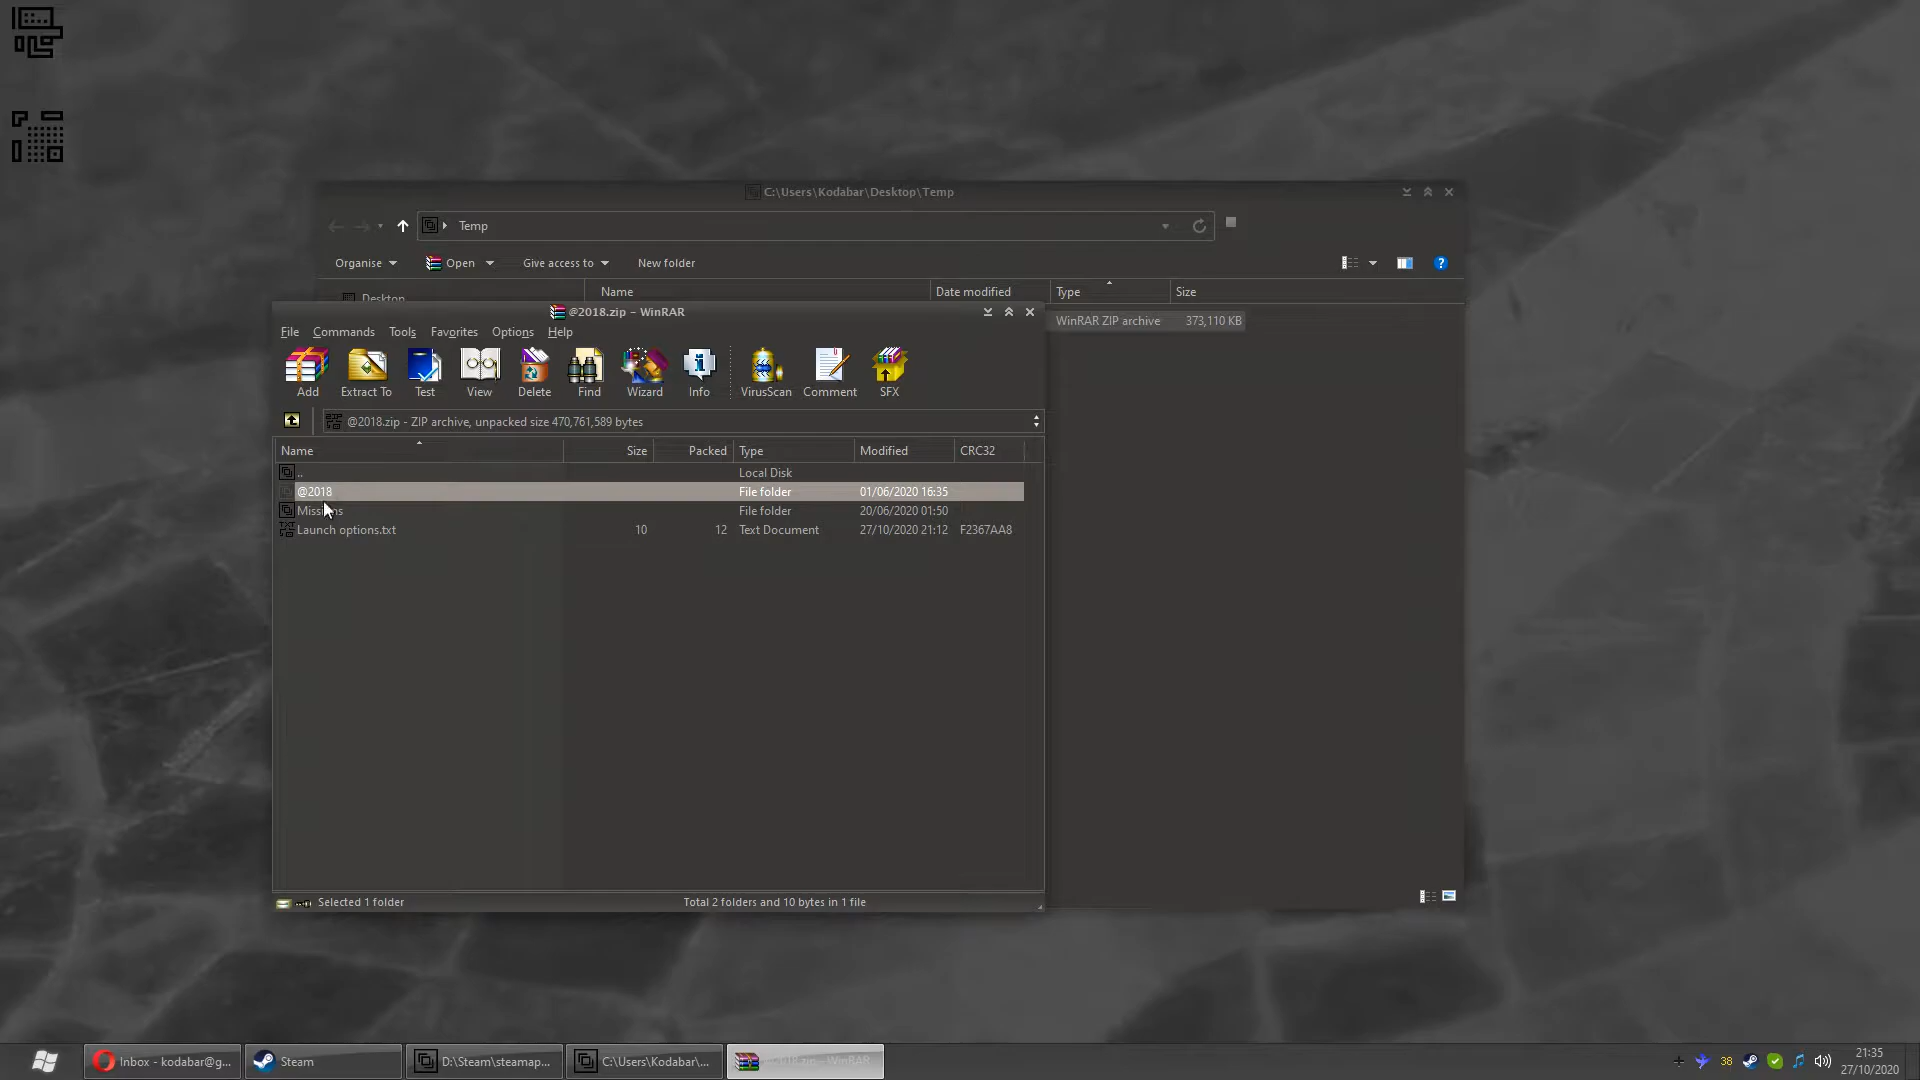 C:\Users\Kodabar\Desktop\Temp
Temp
Organise Open Give access to New folder
Desktop
Name Date modified Type Size
WinRAR ZIP archive 373,110 KB
@2018.zip - WinRAR
File Commands Tools Favorites Options Help
Add Extract To Test View Delete Find Wizard Info VirusScan Comment SFX
@2018.zip - ZIP archive, unpacked size 470,761,589 bytes
Name Size Packed Type Modified CRC32
.. Local Disk
@2018 File folder 01/06/2020 16:35
File folder 20/06/2020 01:50
Launch options.txt 10 12 Text Document 27/10/2020 21:12 F2367AA8
Selected 1 folder Total 2 folders and 10 bytes in 1 file
Inbox - kodabar@g... Steam D:\Steam\steamap... C:\Users\Kodabar\... @2018.zip - WinRAR
38
21:35
27/10/2020